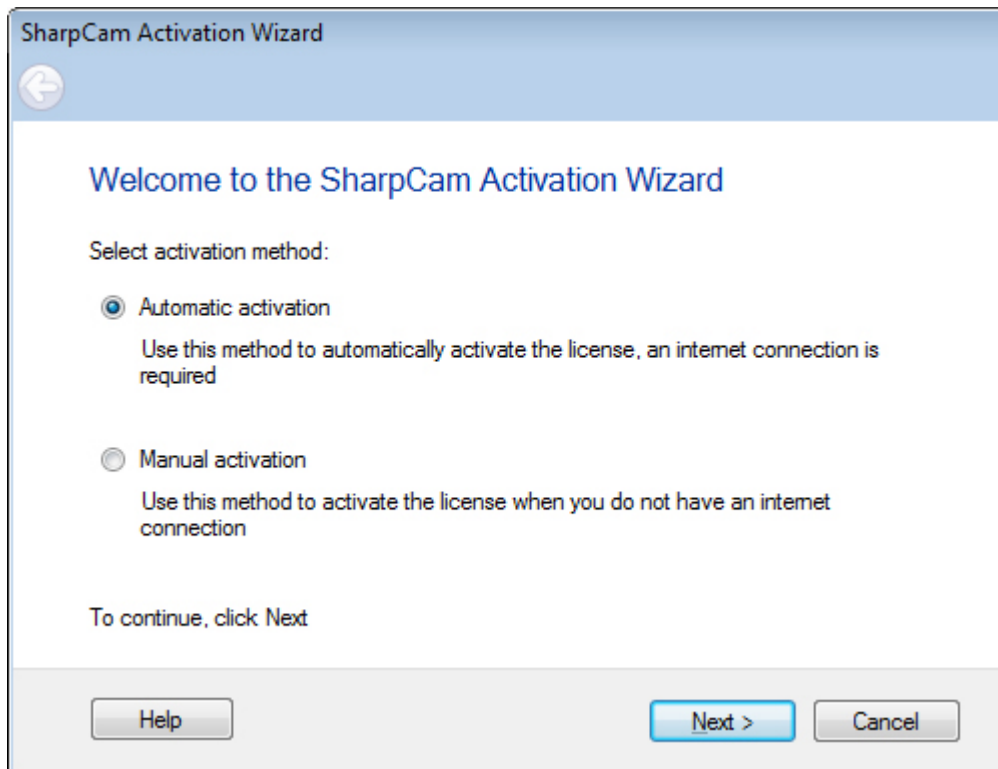 SharpCam Activation Wizard
Welcome to the SharpCam Activation Wizard
Select activation method:
Automatic activation
Use this method to automatically activate the license, an internet connection is
required
Manual activation
Use this method to activate the license when you do not have an internet
connection
To continue, click Next
Help
Next >
Cancel